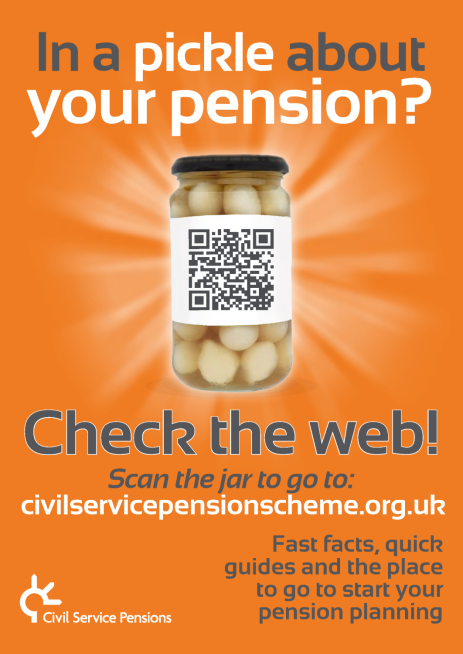 In a pickle about
your pension?
Check the web!
Scan the jar to go to:
civilservicepensionscheme.org.uk
Fast facts, quick
guides and the place
to go to start your
pension planning
Civil Service Pensions